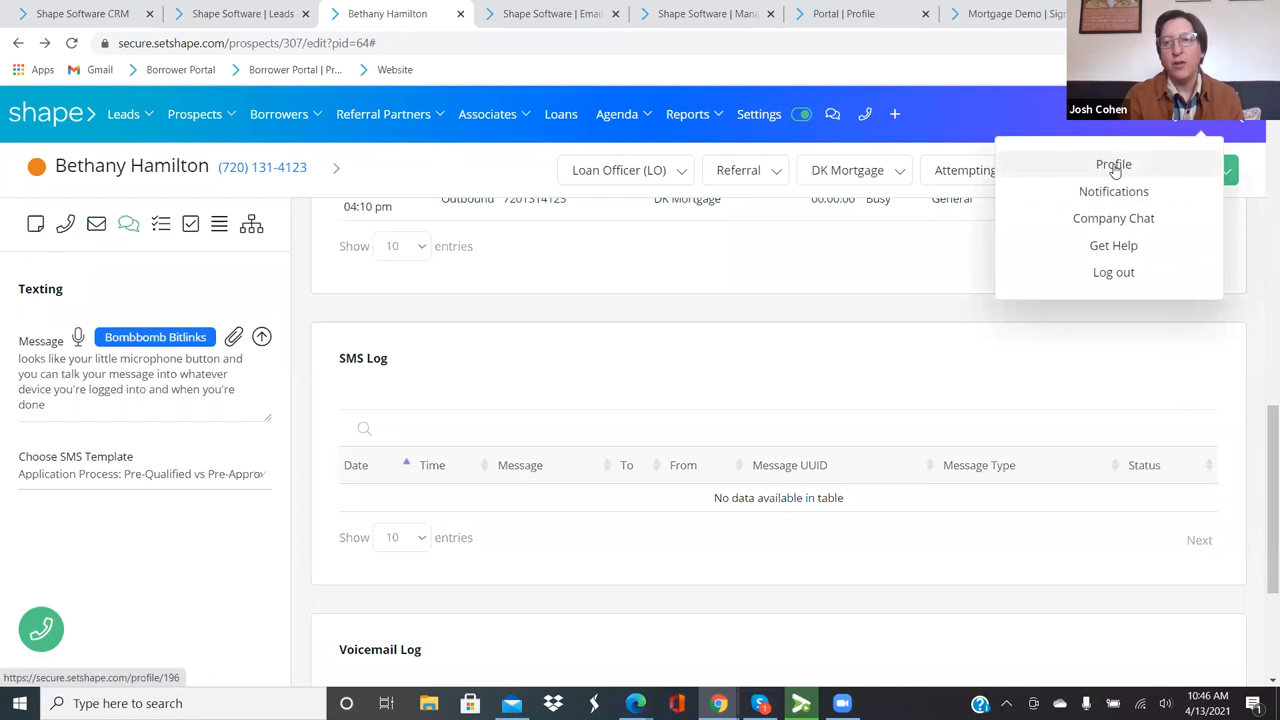 Shape Software CRM
Shape Software | Leads
Bethany Hamilton
Shape Software | Email
Shape Software | Man
Portal | Profile
Mortgage Demo | Sig
secure.setshape.com/prospects/307/edit?pid=64#
Apps
Gmail
Borrower Portal
Borrower Portal | Pr...
Website
Josh Cohen
shape>
Leads
Prospects
Borrowers
Referral Partners
Associates
Loans
Agenda
Reports
Settings
Bethany Hamilton (720) 131-4123
Loan Officer (LO)
Referral
DK Mortgage
Attempting
Profile
Notifications
Company Chat
Get Help
Log out
04:10 pm
Outbound
7201314123
DK Mortgage
00:00:00
Busy
General
Show 10 entries
Texting
Message
Bombbomb Bitlinks
looks like your little microphone button and
you can talk your message into whatever
device you're logged into and when you're
done
Choose SMS Template
Application Process: Pre-Qualified vs Pre-Approv
SMS Log
Date
Time
Message
To
From
Message UUID
Message Type
Status
No data available in table
Show 10 entries
Next
Voicemail Log
https://secure.setshape.com/profile/196
Type here to search
10:46 AM
4/13/2021